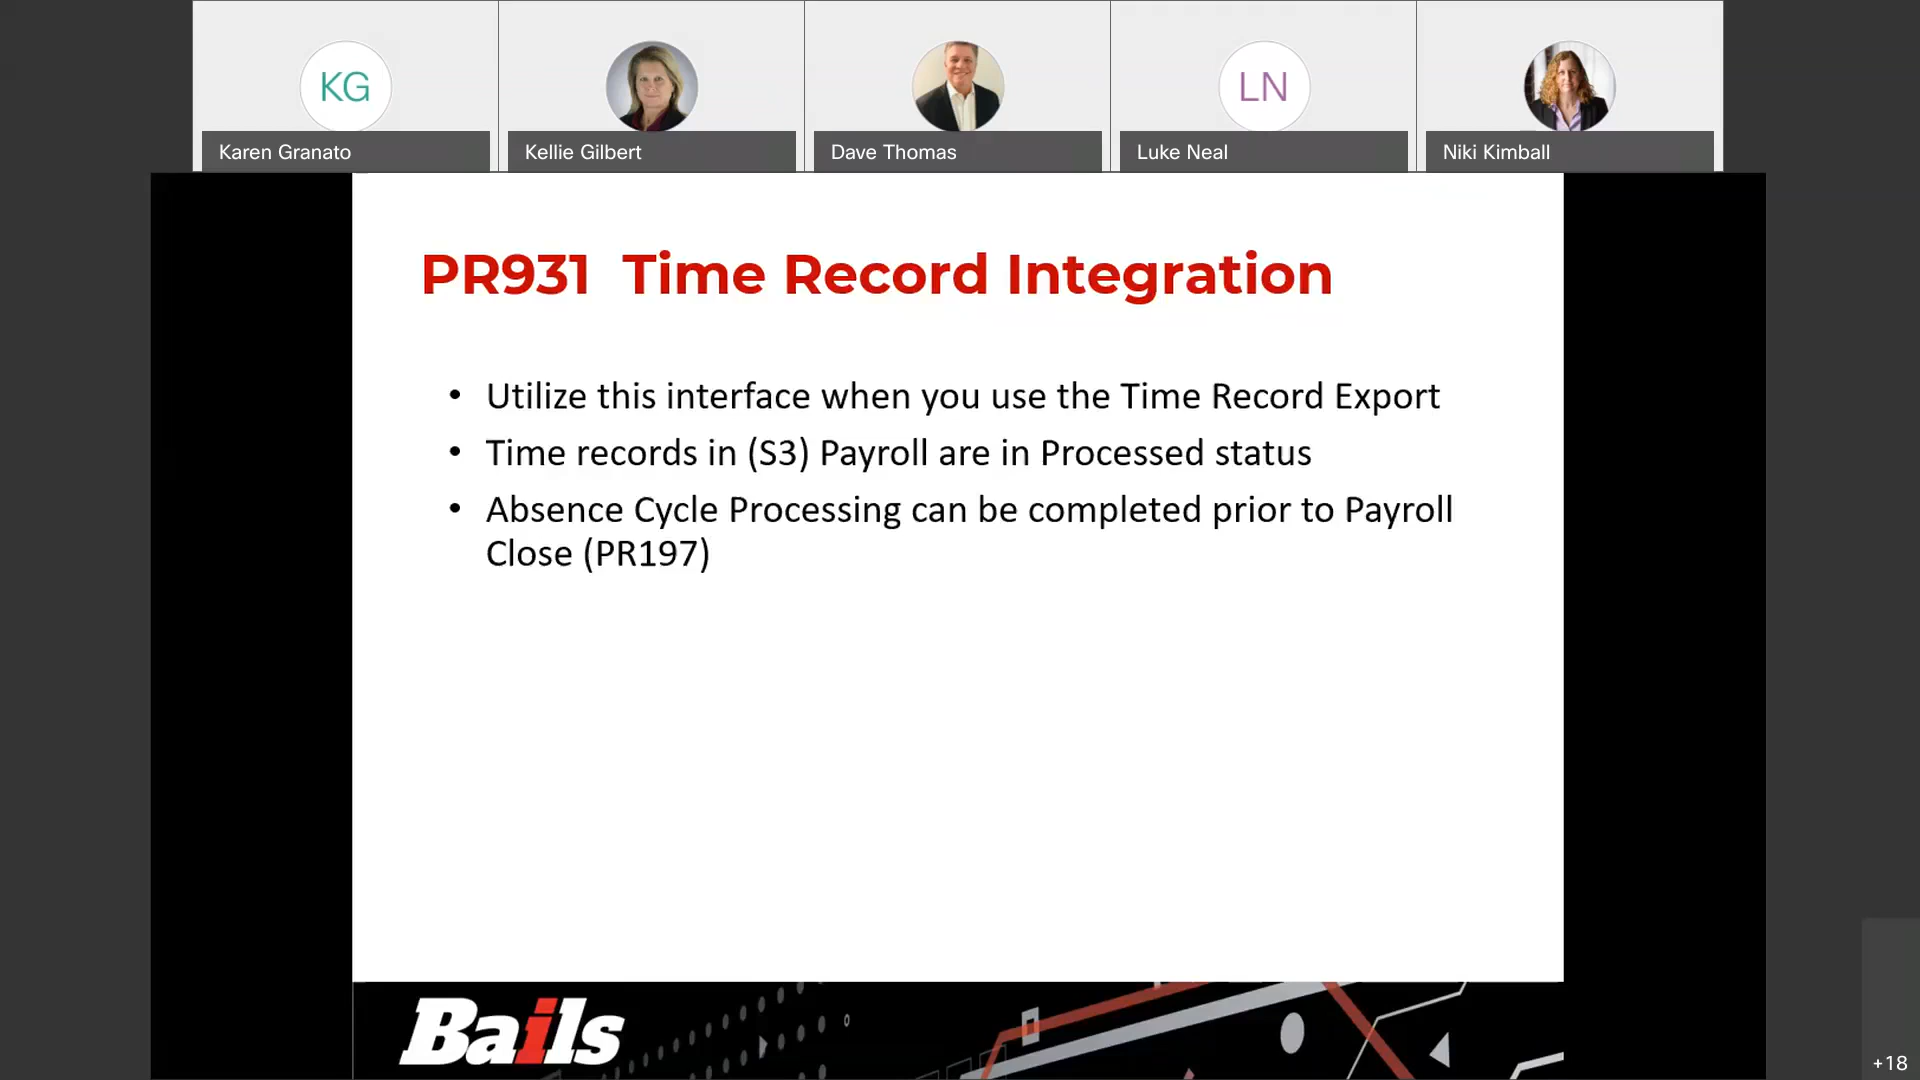 KG
LN
Karen Granato
Kellie Gilbert
Dave Thomas
Luke Neal
Niki Kimball
PR931 Time Record Integration
• Utilize this interface when you use the Time Record Export
• Time records in (S3) Payroll are in Processed status
• Absence Cycle Processing can be completed prior to Payroll
Close (PR197)
Bails
+18